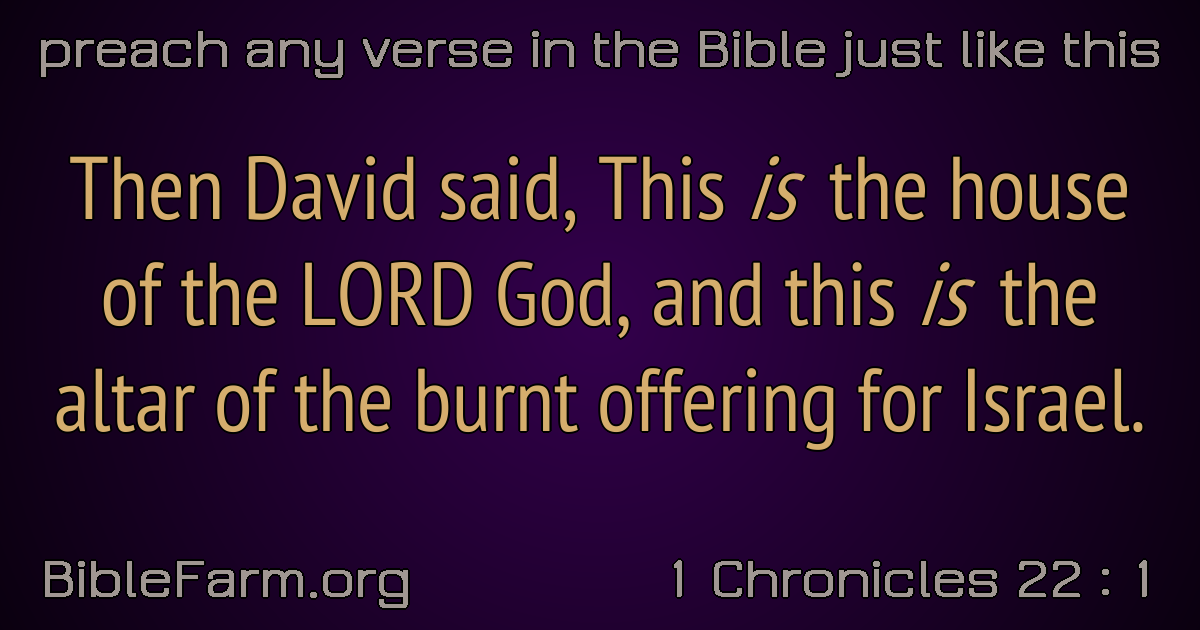 preach any verse in the Bible just like this
Then David said, This is the house
of the LORD God, and this is the
altar of the burnt offering for Israel.
BibleFarm.org
1 Chronicles 22 : 1